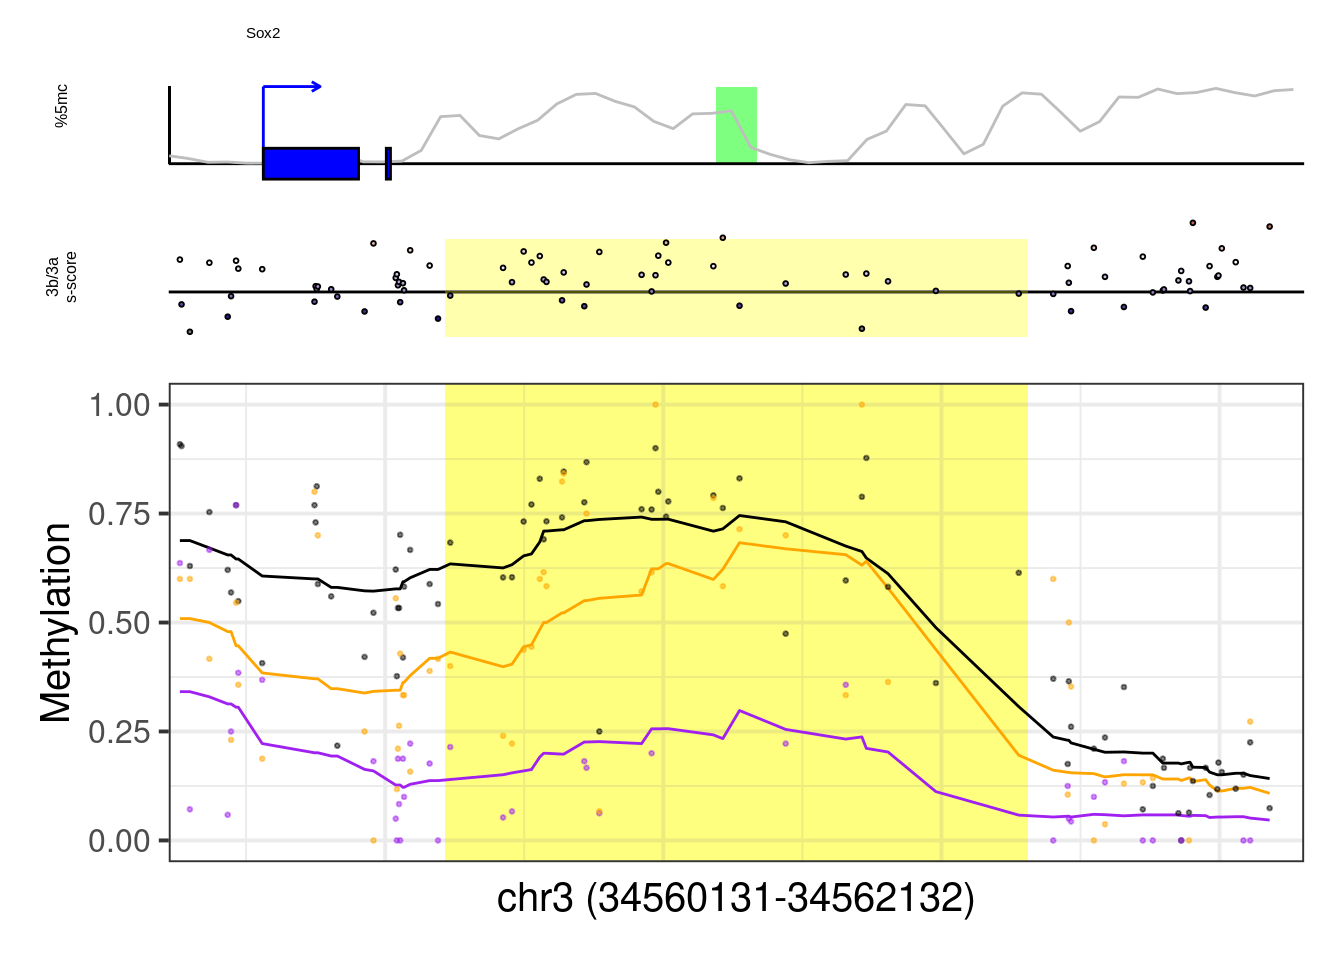 Sox2
%5mc
3b/3a
s-score
1.00
0.75
0.50
0.25
0.00
Methylation
chr3 (34560131-34562132)